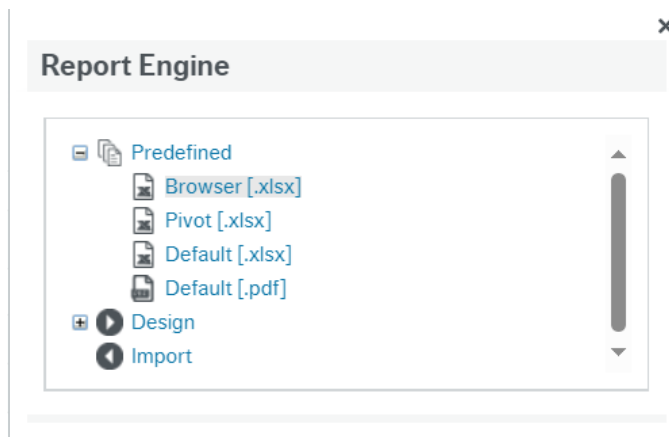 Report Engine
Predefined
Browser [.xlsx]
Pivot [.xlsx]
Default [.xlsx]
Default [.pdf]
Design
Import